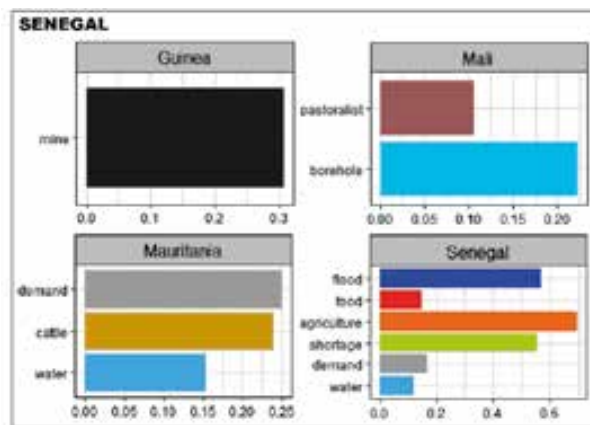 SENEGAL
Guinea
mine
0.0 0.1 0.2 0.3
Mali
pastoralist
borehole
0.00 0.05 0.10 0.15 0.20
Mauritania
demand
cattle
water
0.00 0.05 0.10 0.15 0.20 0.25
Senegal
flood
food
agriculture
shortage
demand
water
0.0 0.2 0.4 0.6